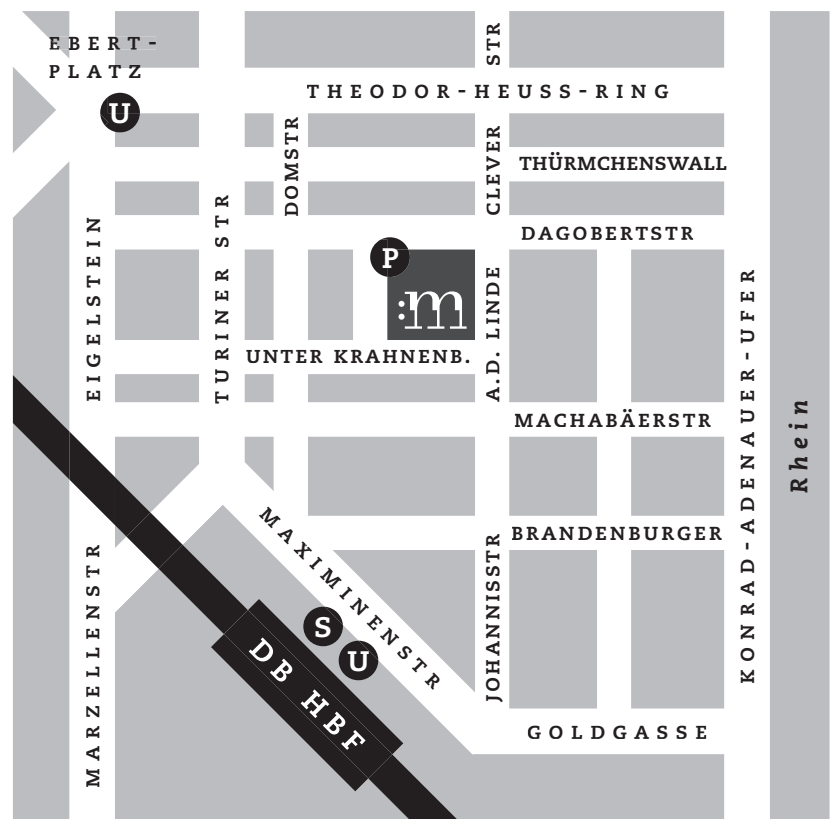 EBERT-
PLATZ
U
THEODOR-HEUSS-RING
CLEVER STR
DOMSTR
THÜRMCHENSWALL
DAGOBERTSTR
P
:m
EIGELSTEIN
TURINER STR
UNTER KRAHNENB.
A.D. LINDE
MACHABÄERSTR
KONRAD-ADENAUER-UFER
Rhein
MAXIMINENSTR
BRANDENBURGER
JOHANNISSTR
MARZELLENSTR
S
U
DB HBF
GOLDGASSE